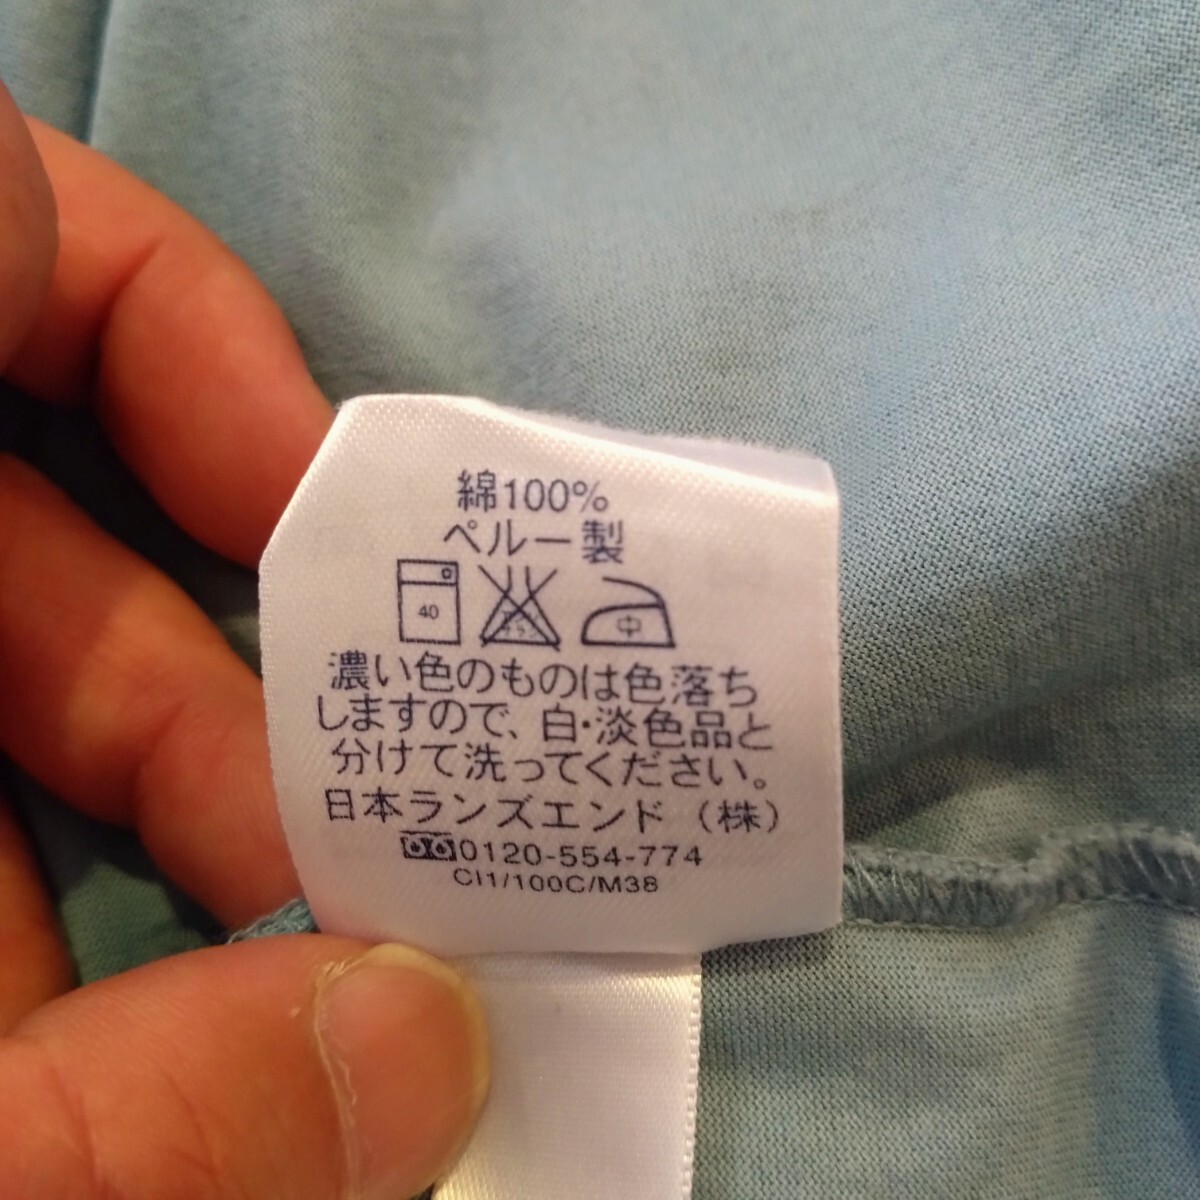 綿100%
ペルー製
40
中
濃い色のものは色落ち
しますので、白・淡色品と
分けて洗ってください。
日本ランズエンド（株）
0120-554-774
CI1/100C/M38